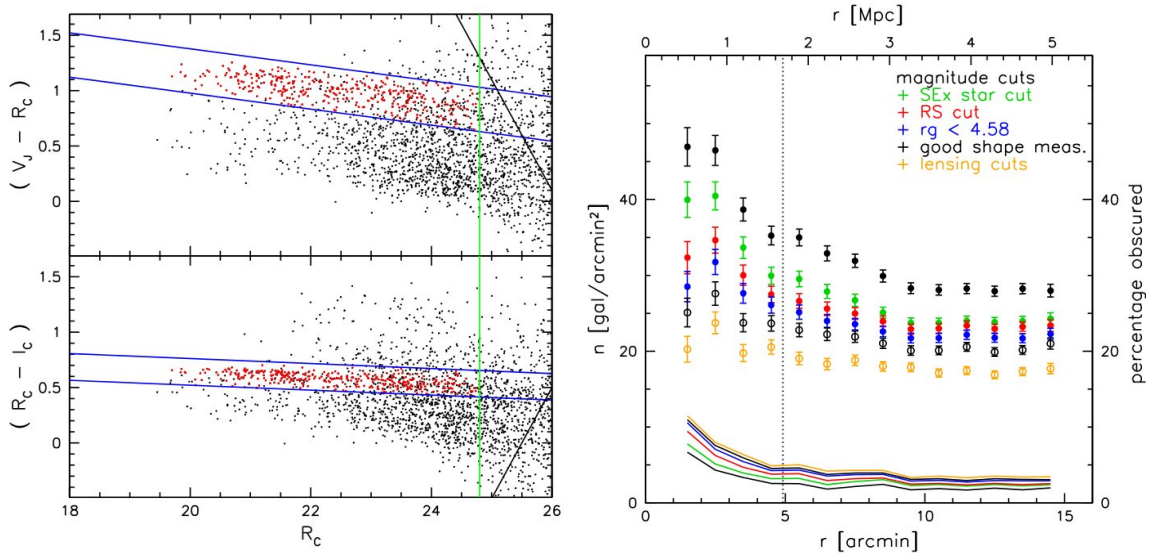 ( V_J − R_C )
1.5
1
0.5
0
( R_C − I_C )
1.5
1
0.5
0
18
20
22
24
26
R_C
r [Mpc]
0
1
2
3
4
5
magnitude cuts
+ SEx star cut
+ RS cut
+ rg < 4.58
+ good shape meas.
+ lensing cuts
n [gal/arcmin²]
40
20
0
percentage obscured
40
20
0
0
5
10
15
r [arcmin]